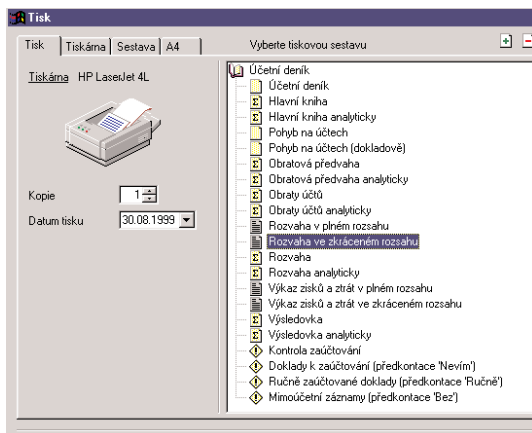 Tisk
Tisk Tiskárna Sestava A4 Vyberte tiskovou sestavu
Tiskárna HP LaserJet 4L
Kopie 1
Datum tisku 30.08.1999
Účetní deník
Účetní deník
Hlavní kniha
Hlavní kniha analyticky
Pohyb na účtech
Pohyb na účtech (dokladově)
Obratová předvaha
Obratová předvaha analyticky
Obraty účtů
Obraty účtů analyticky
Rozvaha v plném rozsahu
Rozvaha ve zkráceném rozsahu
Rozvaha
Rozvaha analyticky
Výkaz zisků a ztrát v plném rozsahu
Výkaz zisků a ztrát ve zkráceném rozsahu
Výsledovka
Výsledovka analyticky
Kontrola zaúčtování
Doklady k zaúčtování (předkontace 'Nevím')
Ručně zaúčtované doklady (předkontace 'Ručně')
Mimoúčetní záznamy (předkontace 'Bez')